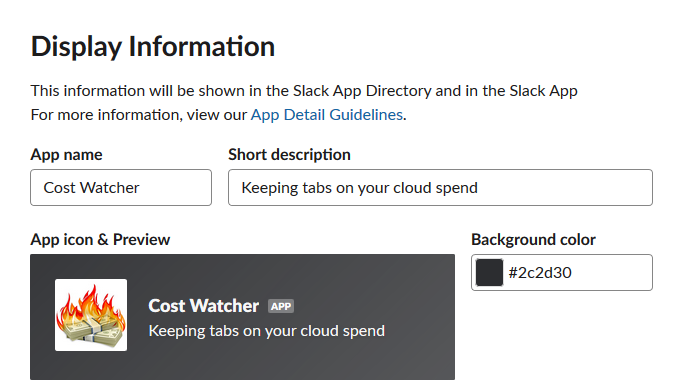 Display Information
This information will be shown in the Slack App Directory and in the Slack App
For more information, view our App Detail Guidelines.
App name
Short description
Cost Watcher
Keeping tabs on your cloud spend
App icon & Preview
Background color
Cost Watcher APP
Keeping tabs on your cloud spend
#2c2d30